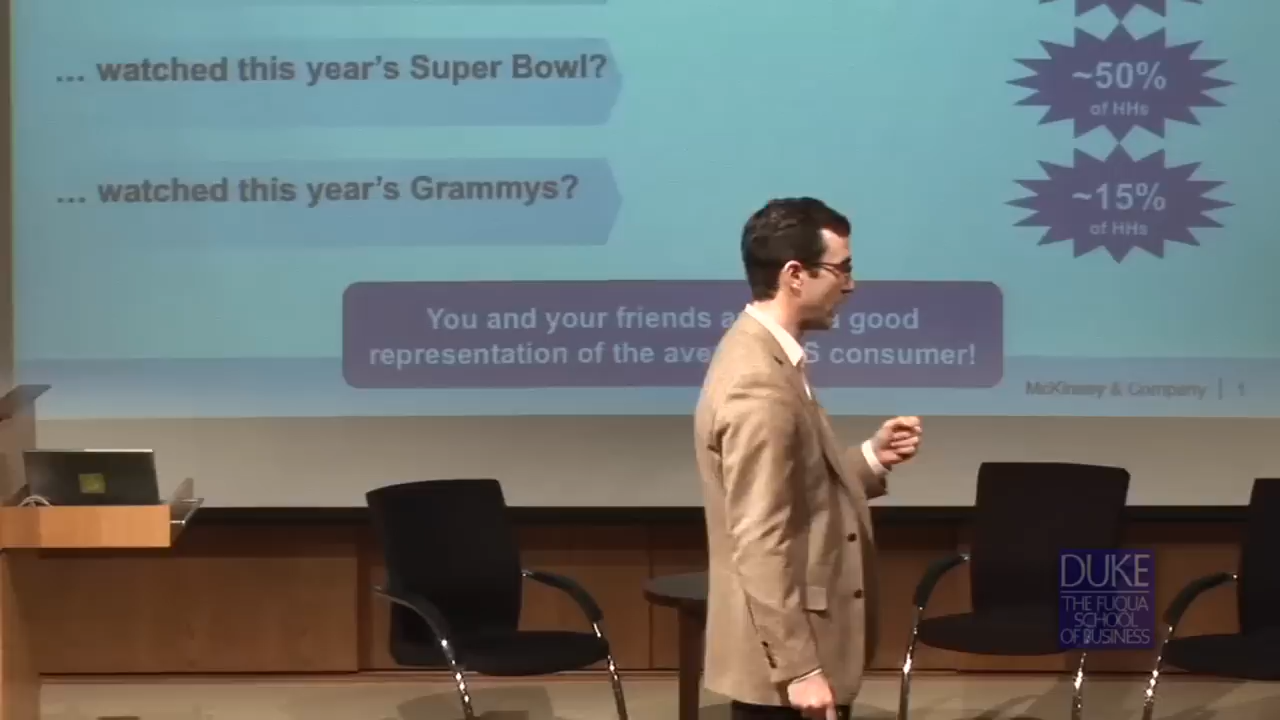 ... watched this year's Super Bowl?
~50%
of HHs
... watched this year's Grammys?
~15%
of HHs
You and your friends a good
representation of the ave S consumer!
McKinsey & Company | 1
DUKE
THE FUQUA
SCHOOL
OF BUSINESS